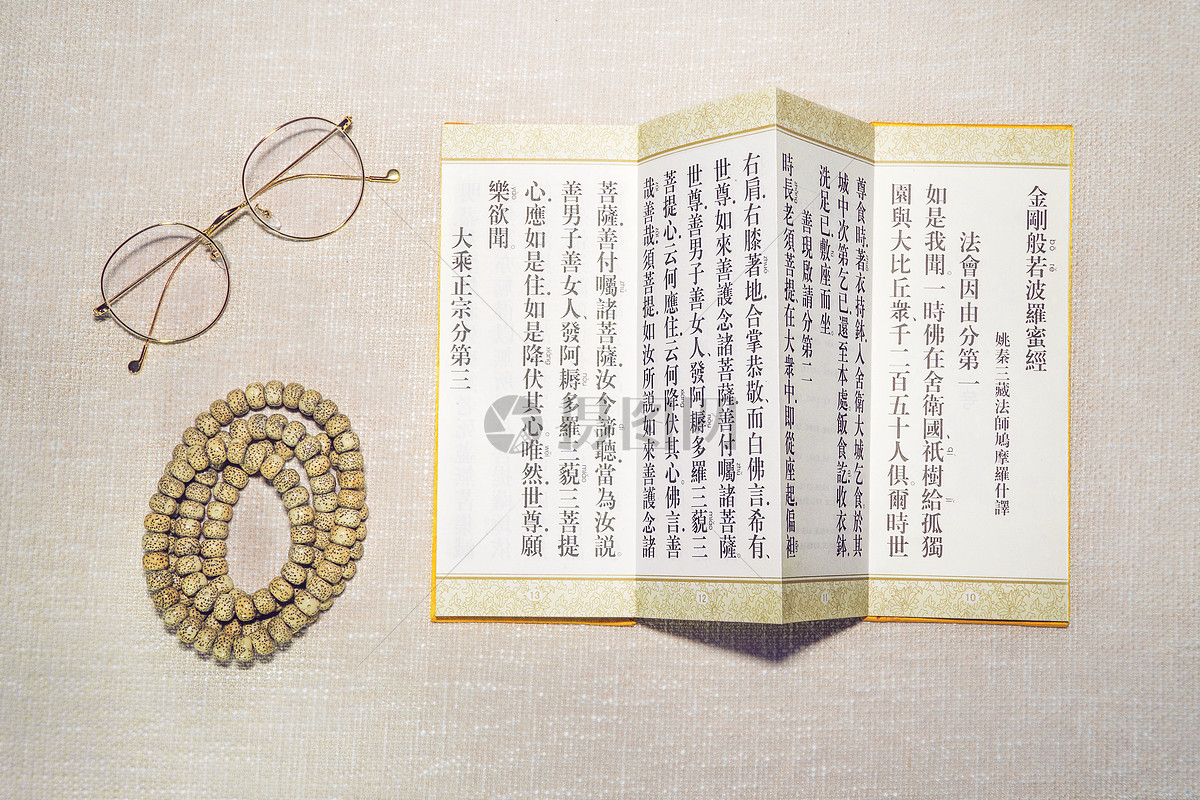 金剛般若波羅蜜經
姚秦三藏法師鳩摩羅什譯
法會因由分第一
如是我聞。一時佛在舍衛國、祇樹給孤獨
園與大比丘衆、千二百五十人俱。爾時世
10
尊食時.著衣持鉢.入舍衛大城乞食於其
城中次第乞已.還至本處飯食訖.收衣鉢.
洗足已.敷座而坐
善現啟請分第二
時長老須菩提在大衆中.即從座起.偏袒
11
右肩.右膝著地.合掌恭敬、而白佛言.希有、
世尊.如來善護念諸菩薩.善付囑諸菩薩。
世尊.善男子善女人、發阿耨多羅三藐三
菩提心.云何應住.云何降伏其心。佛言.善
哉善哉.須菩提.如汝所說.如來善護念諸
12
菩薩.善付囑諸菩薩.汝今諦聽.當為汝說。
善男子善女人、發阿耨多羅三藐三菩提
心.應如是住.如是降伏其心。唯然.世尊.願
樂欲聞。
大乘正宗分第三
13